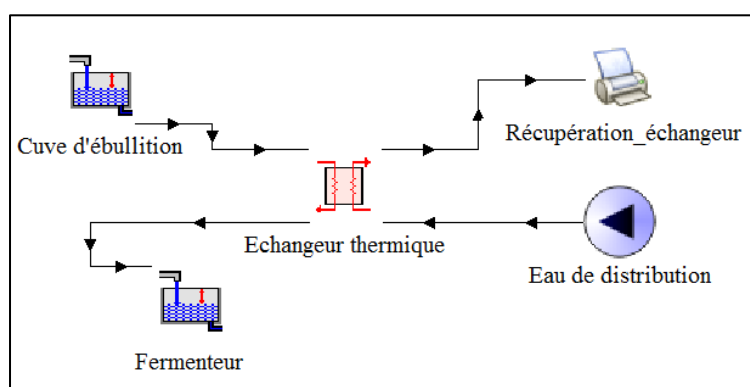 Cuve d'ébullition
Récupération_échangeur
Echangeur thermique
Eau de distribution
Fermenteur